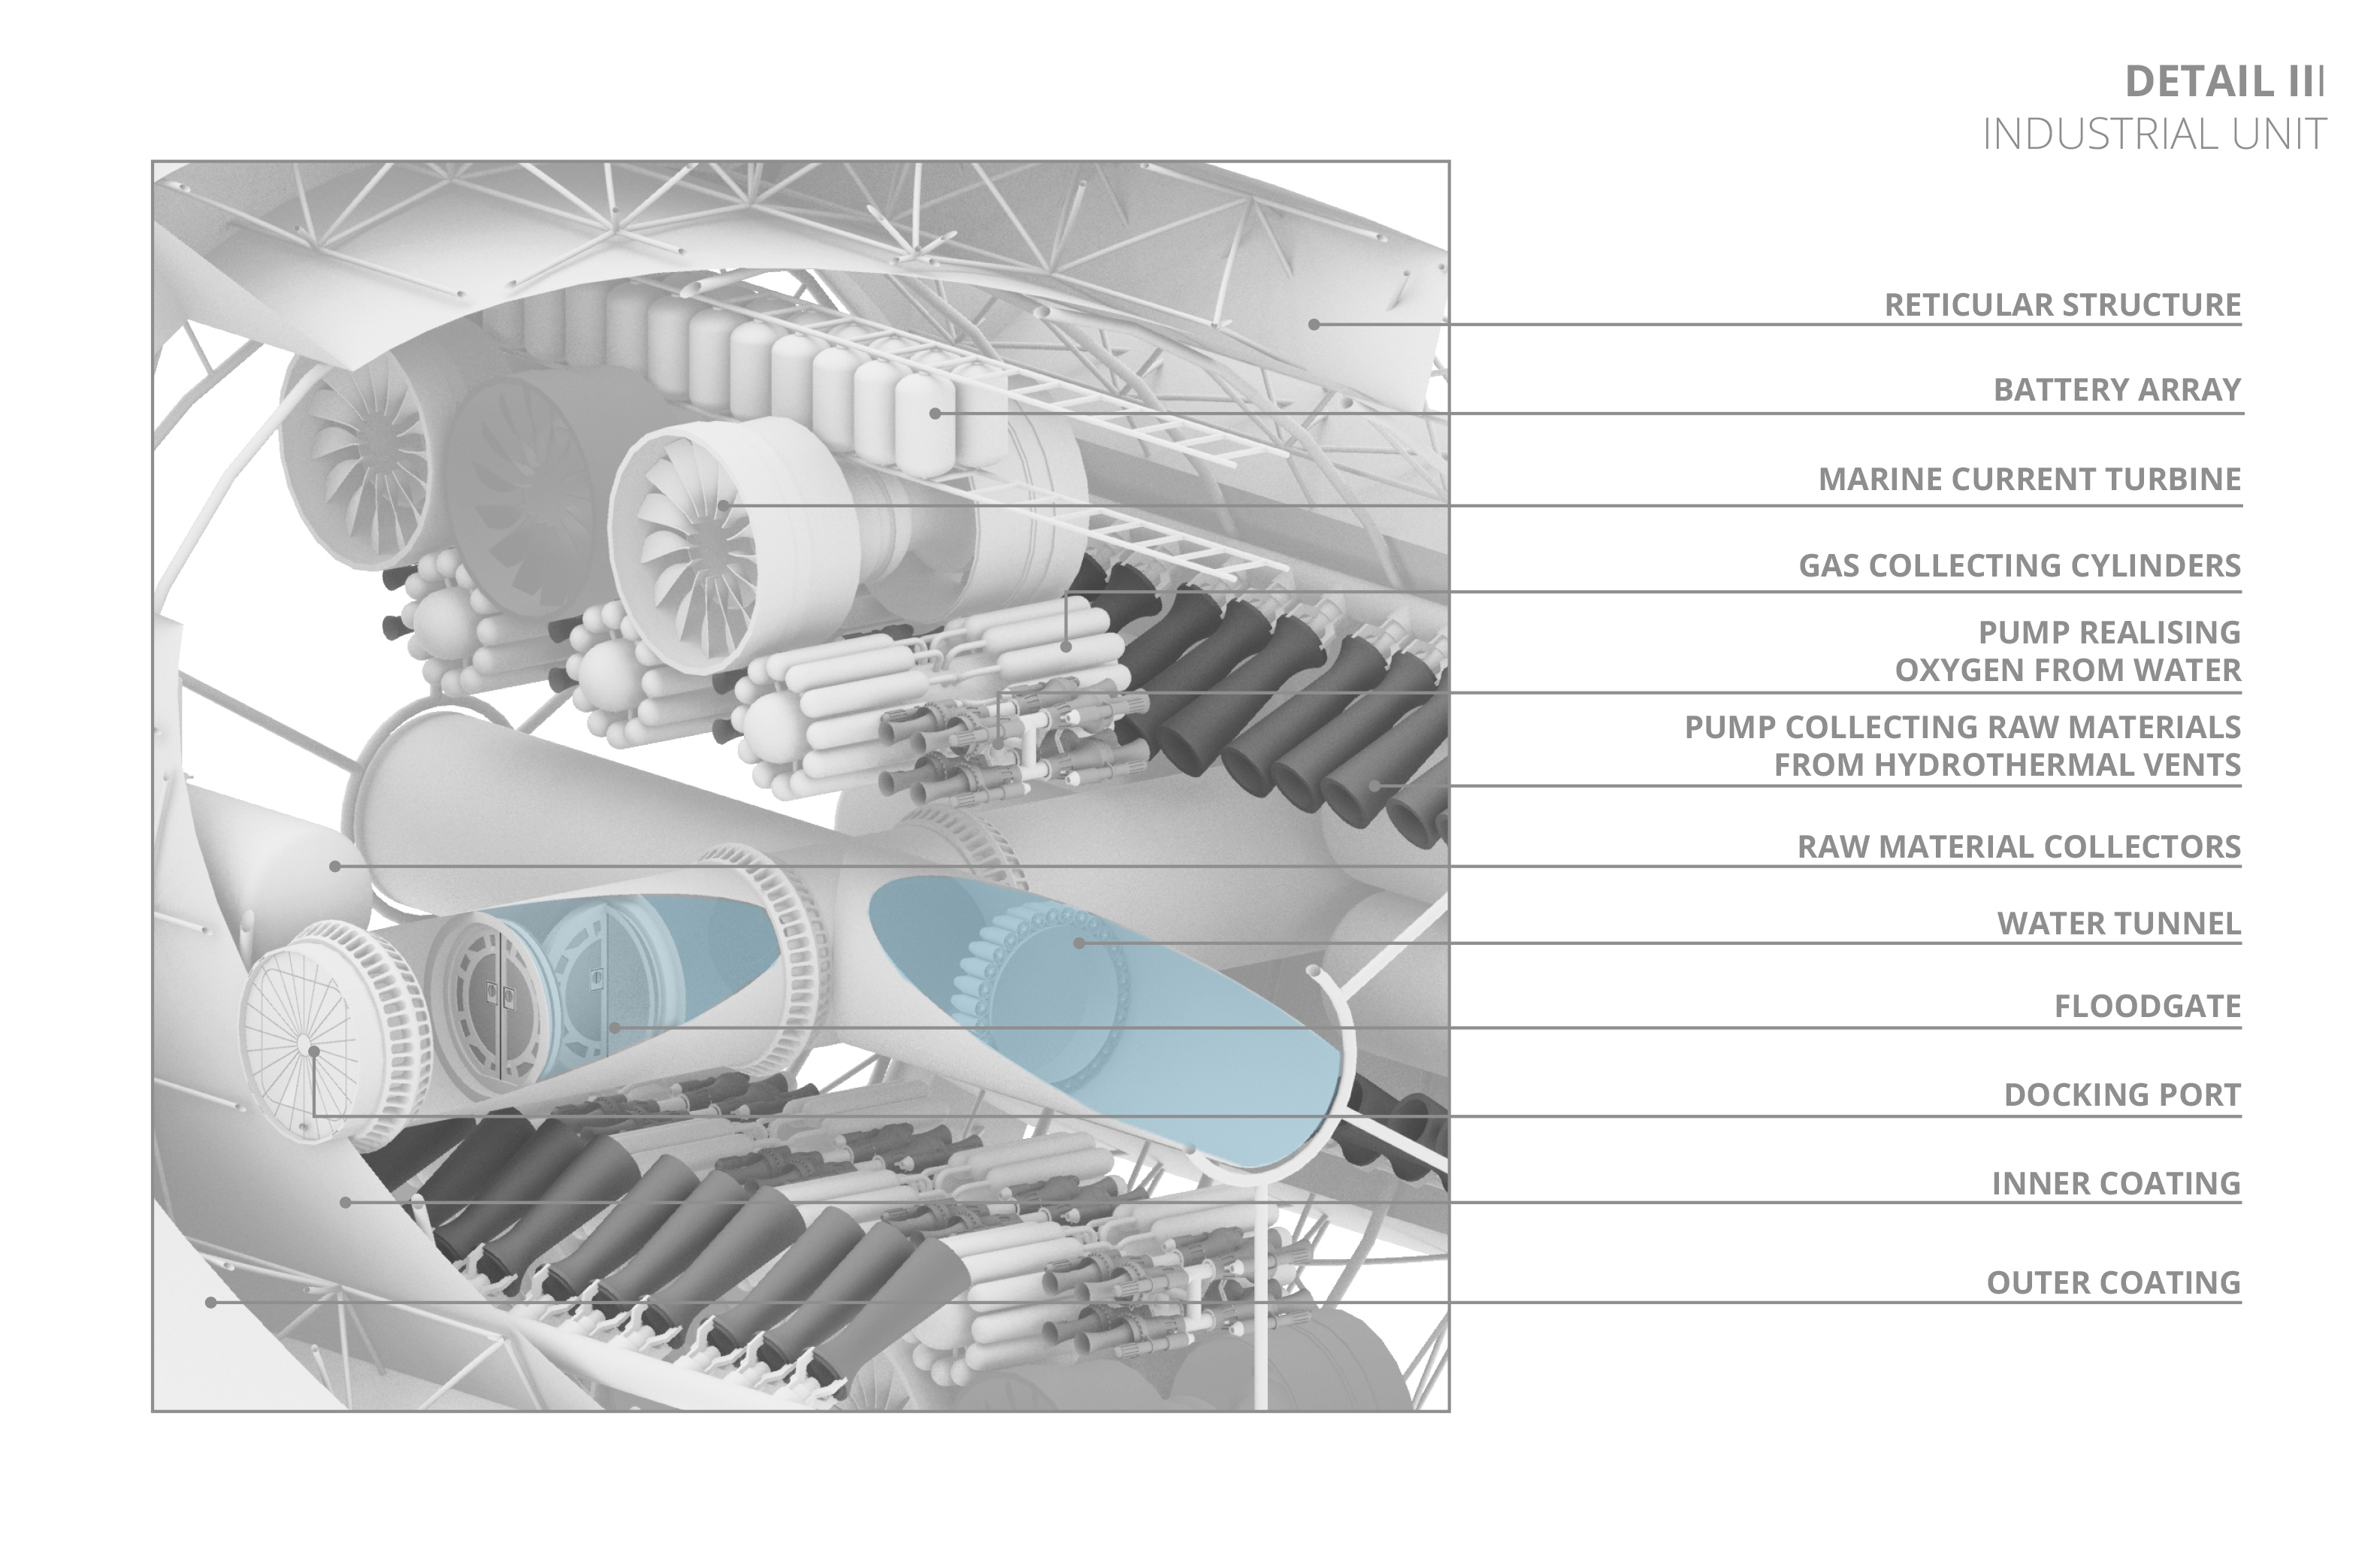 DETAIL III
INDUSTRIAL UNIT
RETICULAR STRUCTURE
BATTERY ARRAY
MARINE CURRENT TURBINE
GAS COLLECTING CYLINDERS
PUMP REALISING
OXYGEN FROM WATER
PUMP COLLECTING RAW MATERIALS
FROM HYDROTHERMAL VENTS
RAW MATERIAL COLLECTORS
WATER TUNNEL
FLOODGATE
DOCKING PORT
INNER COATING
OUTER COATING